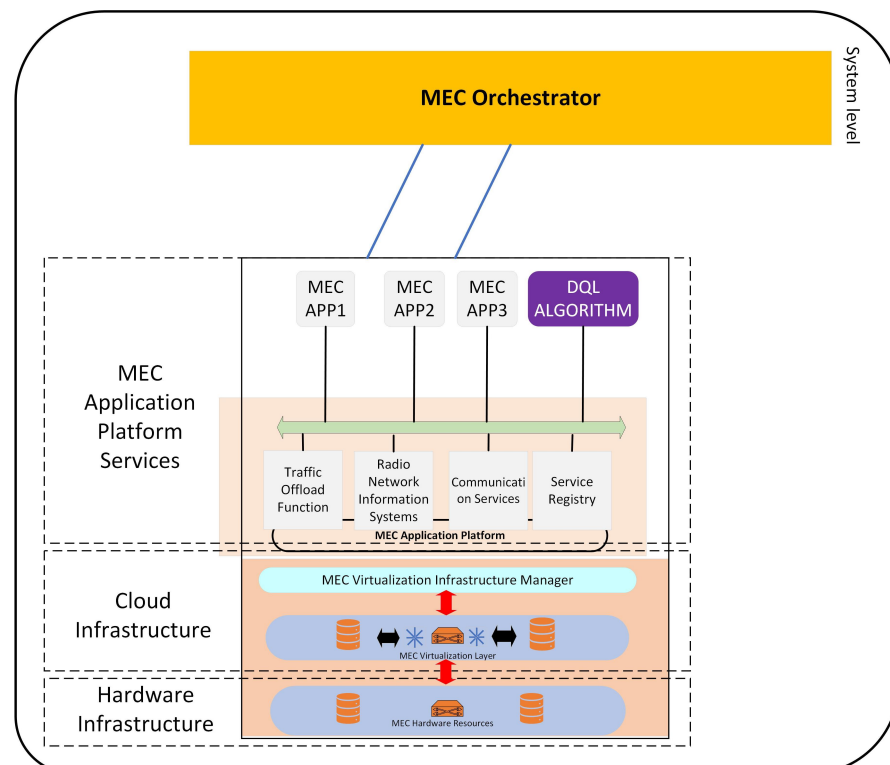 MEC Orchestrator
System level
MEC
Application
Platform
Services
MEC
APP1
MEC
APP2
MEC
APP3
DQL
ALGORITHM
Traffic
Offload
Function
Radio
Network
Information
Systems
Communicati
on Services
Service
Registry
MEC Application Platform
Cloud
Infrastructure
MEC Virtualization Infrastructure Manager
MEC Virtualization Layer
Hardware
Infrastructure
MEC Hardware Resources